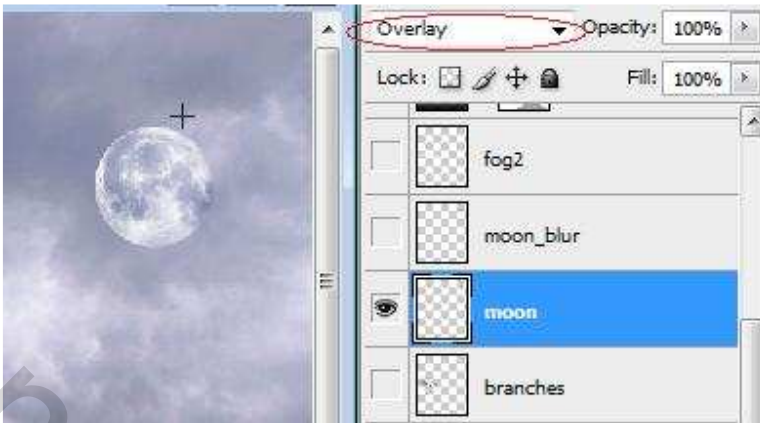 Overlay Opacity: 100%
Lock: Fill: 100%
fog2
moon_blur
moon
branches